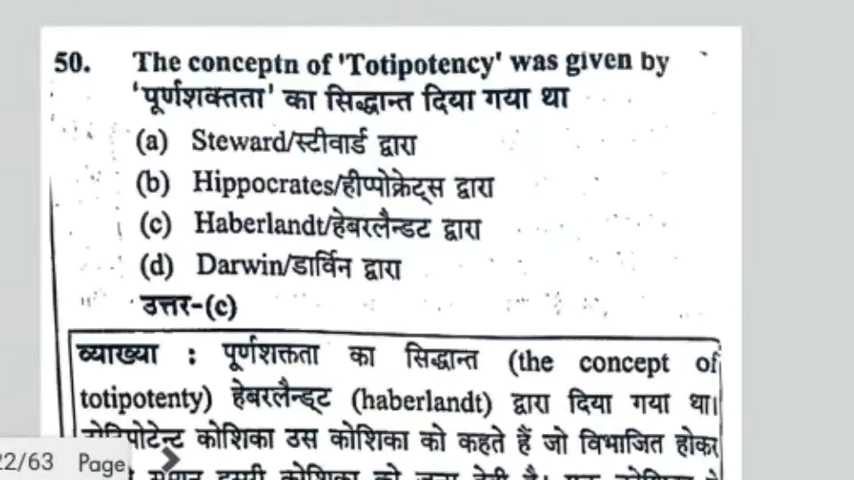 50. The conceptn of 'Totipotency' was given by
'पूर्णशक्तता' का सिद्धान्त दिया गया था
(a) Steward/स्टीवार्ड द्वारा
(b) Hippocrates/हीप्पोक्रेट्स द्वारा
(c) Haberlandt/हेबरलैन्डट द्वारा
(d) Darwin/डार्विन द्वारा
उत्तर-(c)
व्याख्या : पूर्णशक्तता का सिद्धान्त (the concept of
totipotenty) हेबरलैन्ड्ट (haberlandt) द्वारा दिया गया था।
कोशिका उस कोशिका को कहते हैं जो विभाजित होकर
22/63 Page